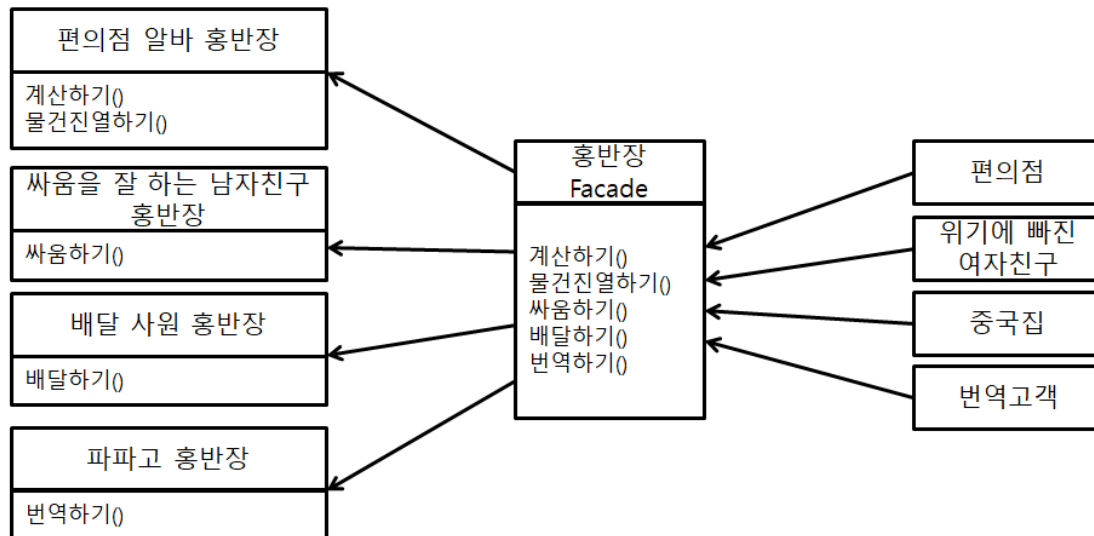 편의점 알바 홍반장
계산하기()
물건진열하기()
싸움을 잘 하는 남자친구
홍반장
싸움하기()
배달 사원 홍반장
배달하기()
파파고 홍반장
번역하기()
홍반장
Facade
계산하기()
물건진열하기()
싸움하기()
배달하기()
번역하기()
편의점
위기에 빠진
여자친구
중국집
번역고객